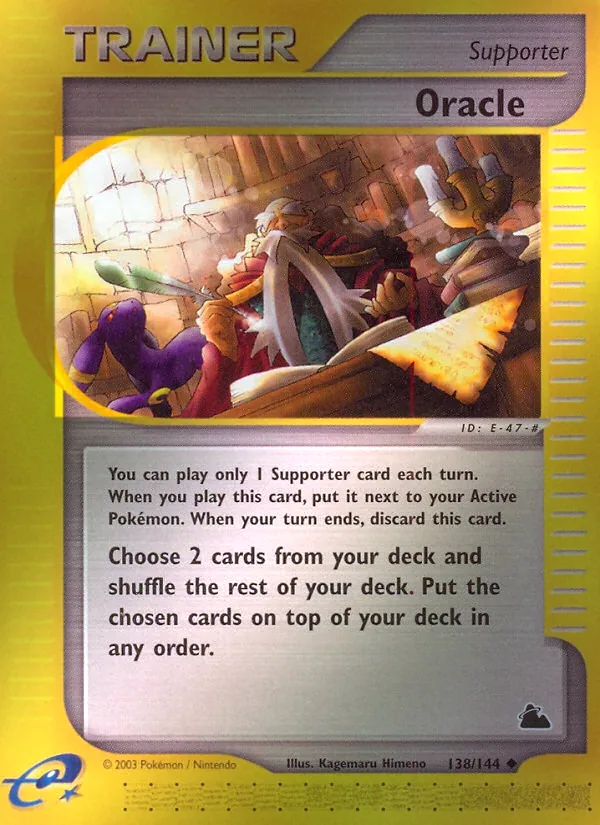 TRAINER
Supporter
Oracle
ID: E-47-#
You can play only 1 Supporter card each turn.
When you play this card, put it next to your Active
Pokémon. When your turn ends, discard this card.
Choose 2 cards from your deck and
shuffle the rest of your deck. Put the
chosen cards on top of your deck in
any order.
© 2003 Pokémon / Nintendo
Illus. Kagemaru Himeno
138/144
e